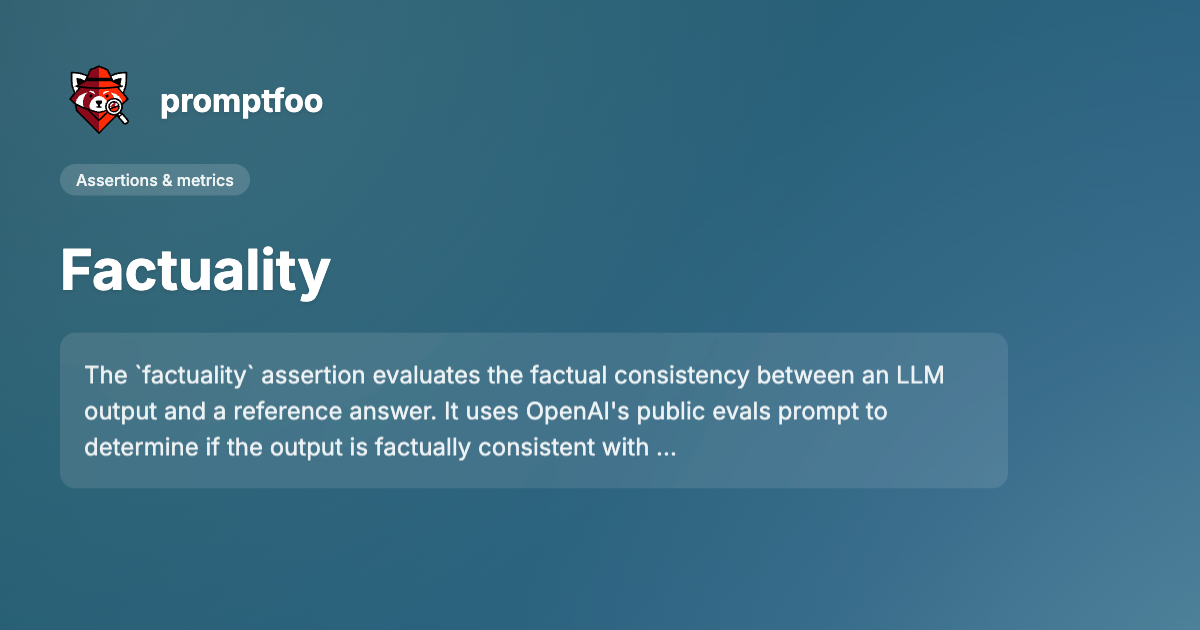 promptfoo
Assertions & metrics
Factuality
The `factuality` assertion evaluates the factual consistency between an LLM
output and a reference answer. It uses OpenAI's public evals prompt to
determine if the output is factually consistent with ...